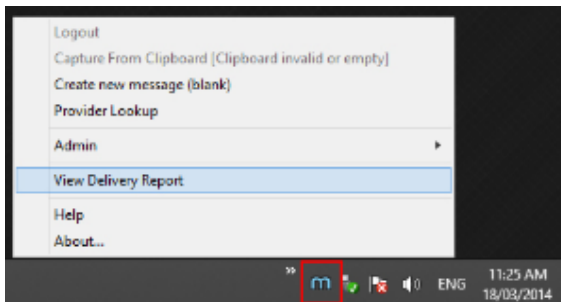 Logout
Capture From Clipboard [Clipboard invalid or empty]
Create new message (blank)
Provider Lookup
Admin
View Delivery Report
Help
About...
m
ENG
11:25 AM
18/03/2014